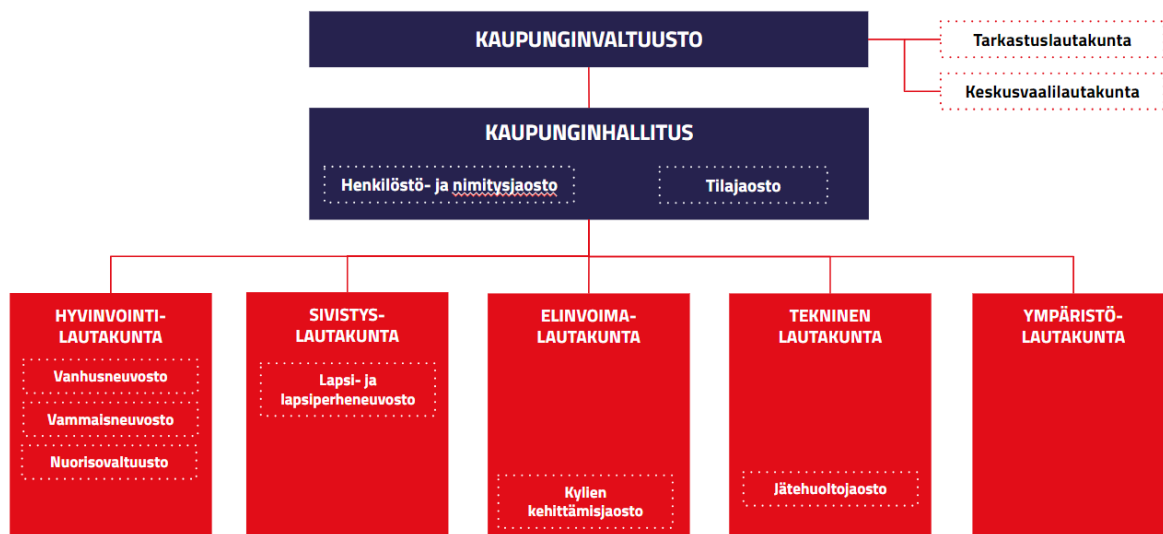 KAUPUNGINVALTUUSTO
Tarkastuslautakunta
Keskusvaalilautakunta
KAUPUNGINHALLITUS
Henkilöstö- ja nimitysjaosto
Tilajaosto
HYVINVOINTI-
LAUTAKUNTA
Vanhusneuvosto
Vammaisneuvosto
Nuorisovaltuusto
SIVISTYS-
LAUTAKUNTA
Lapsi- ja
lapsiperheneuvosto
ELINVOIMA-
LAUTAKUNTA
Kylien
kehittämisjaosto
TEKNINEN
LAUTAKUNTA
Jätehuoltojaosto
YMPÄRISTÖ-
LAUTAKUNTA